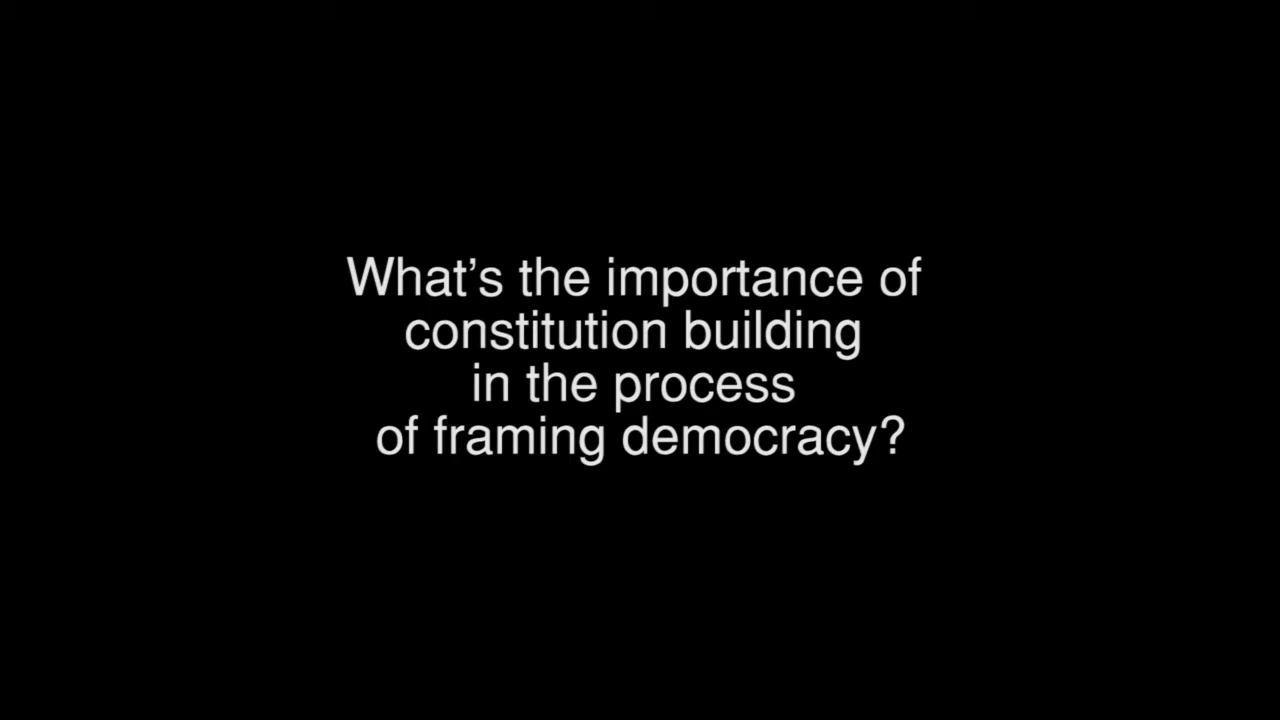 What’s the importance of
constitution building
in the process
of framing democracy?